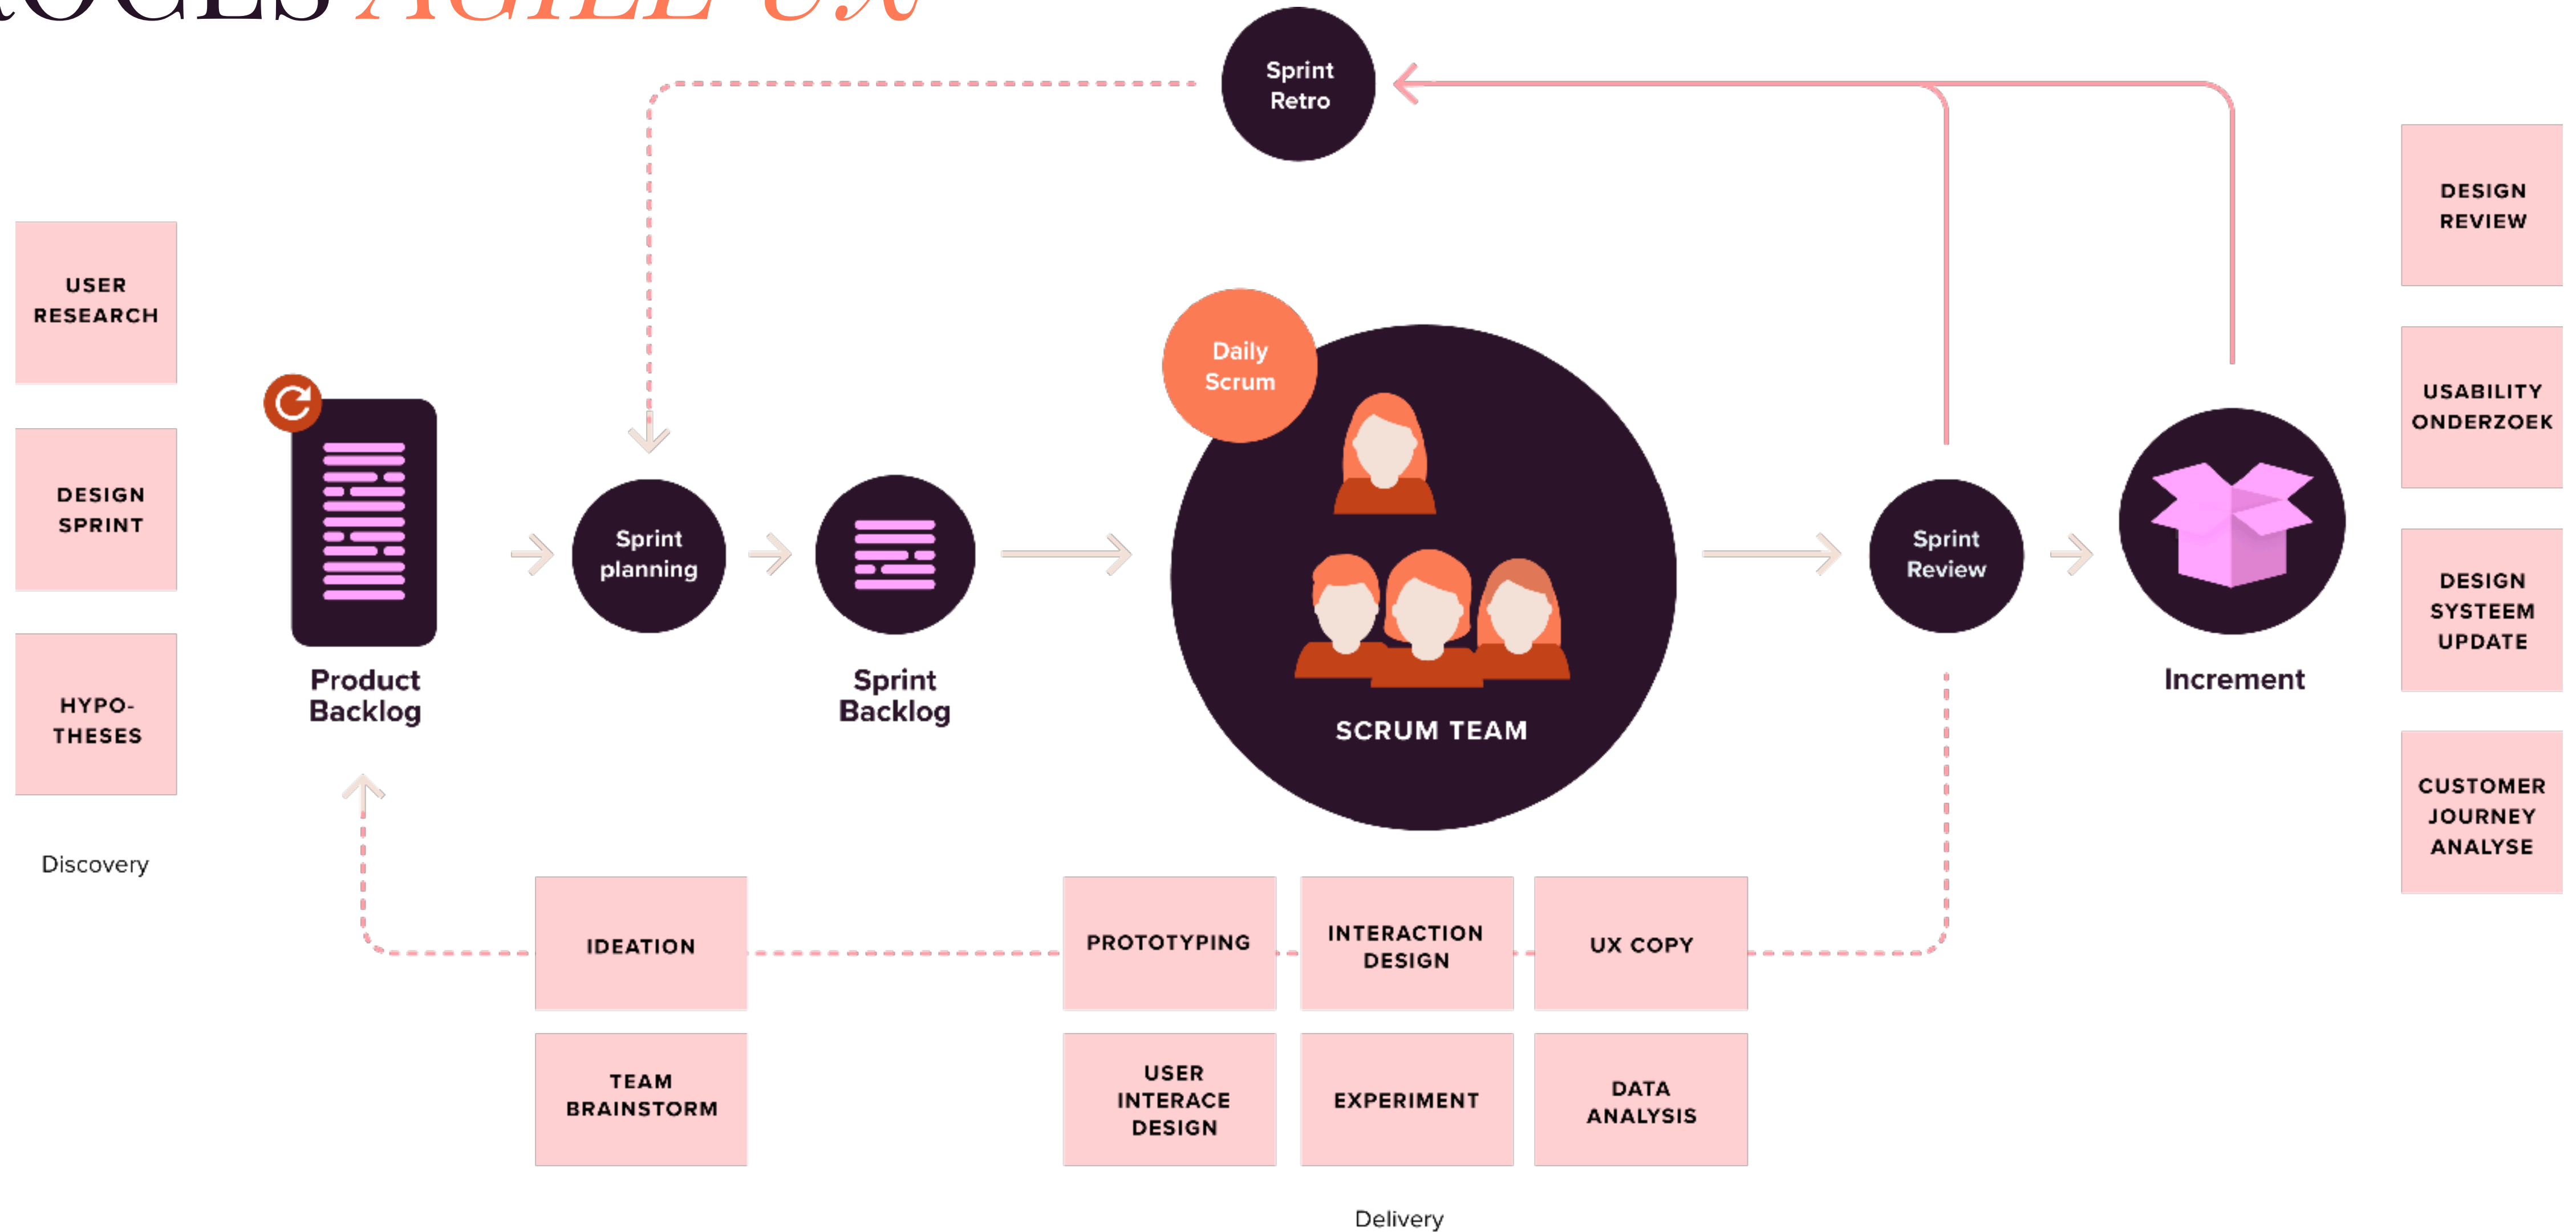 AGILE UX
Sprint
Retro
DESIGN
REVIEW
USER
RESEARCH
Daily
Scrum
USABILITY
ONDERZOEK
DESIGN
SPRINT
Sprint
planning
Sprint
Review
DESIGN
SYSTEEM
UPDATE
HYPO-
THESES
Product
Backlog
Sprint
Backlog
SCRUM TEAM
Increment
CUSTOMER
JOURNEY
ANALYSE
Discovery
IDEATION
PROTOTYPING
INTERACTION
DESIGN
UX COPY
TEAM
BRAINSTORM
USER
INTERACE
DESIGN
EXPERIMENT
DATA
ANALYSIS
Delivery